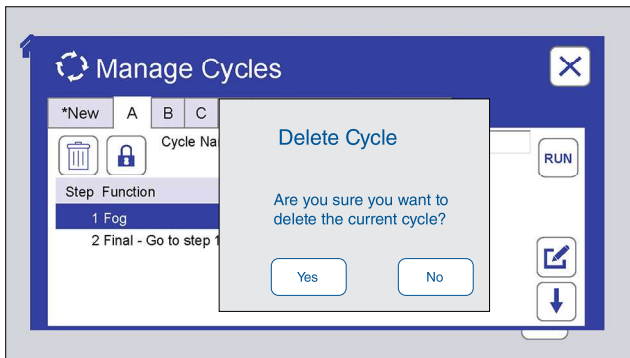 Manage Cycles
*New A B C
Cycle Na
RUN
Step Function
1 Fog
2 Final - Go to step 1
Delete Cycle
Are you sure you want to
delete the current cycle?
Yes No